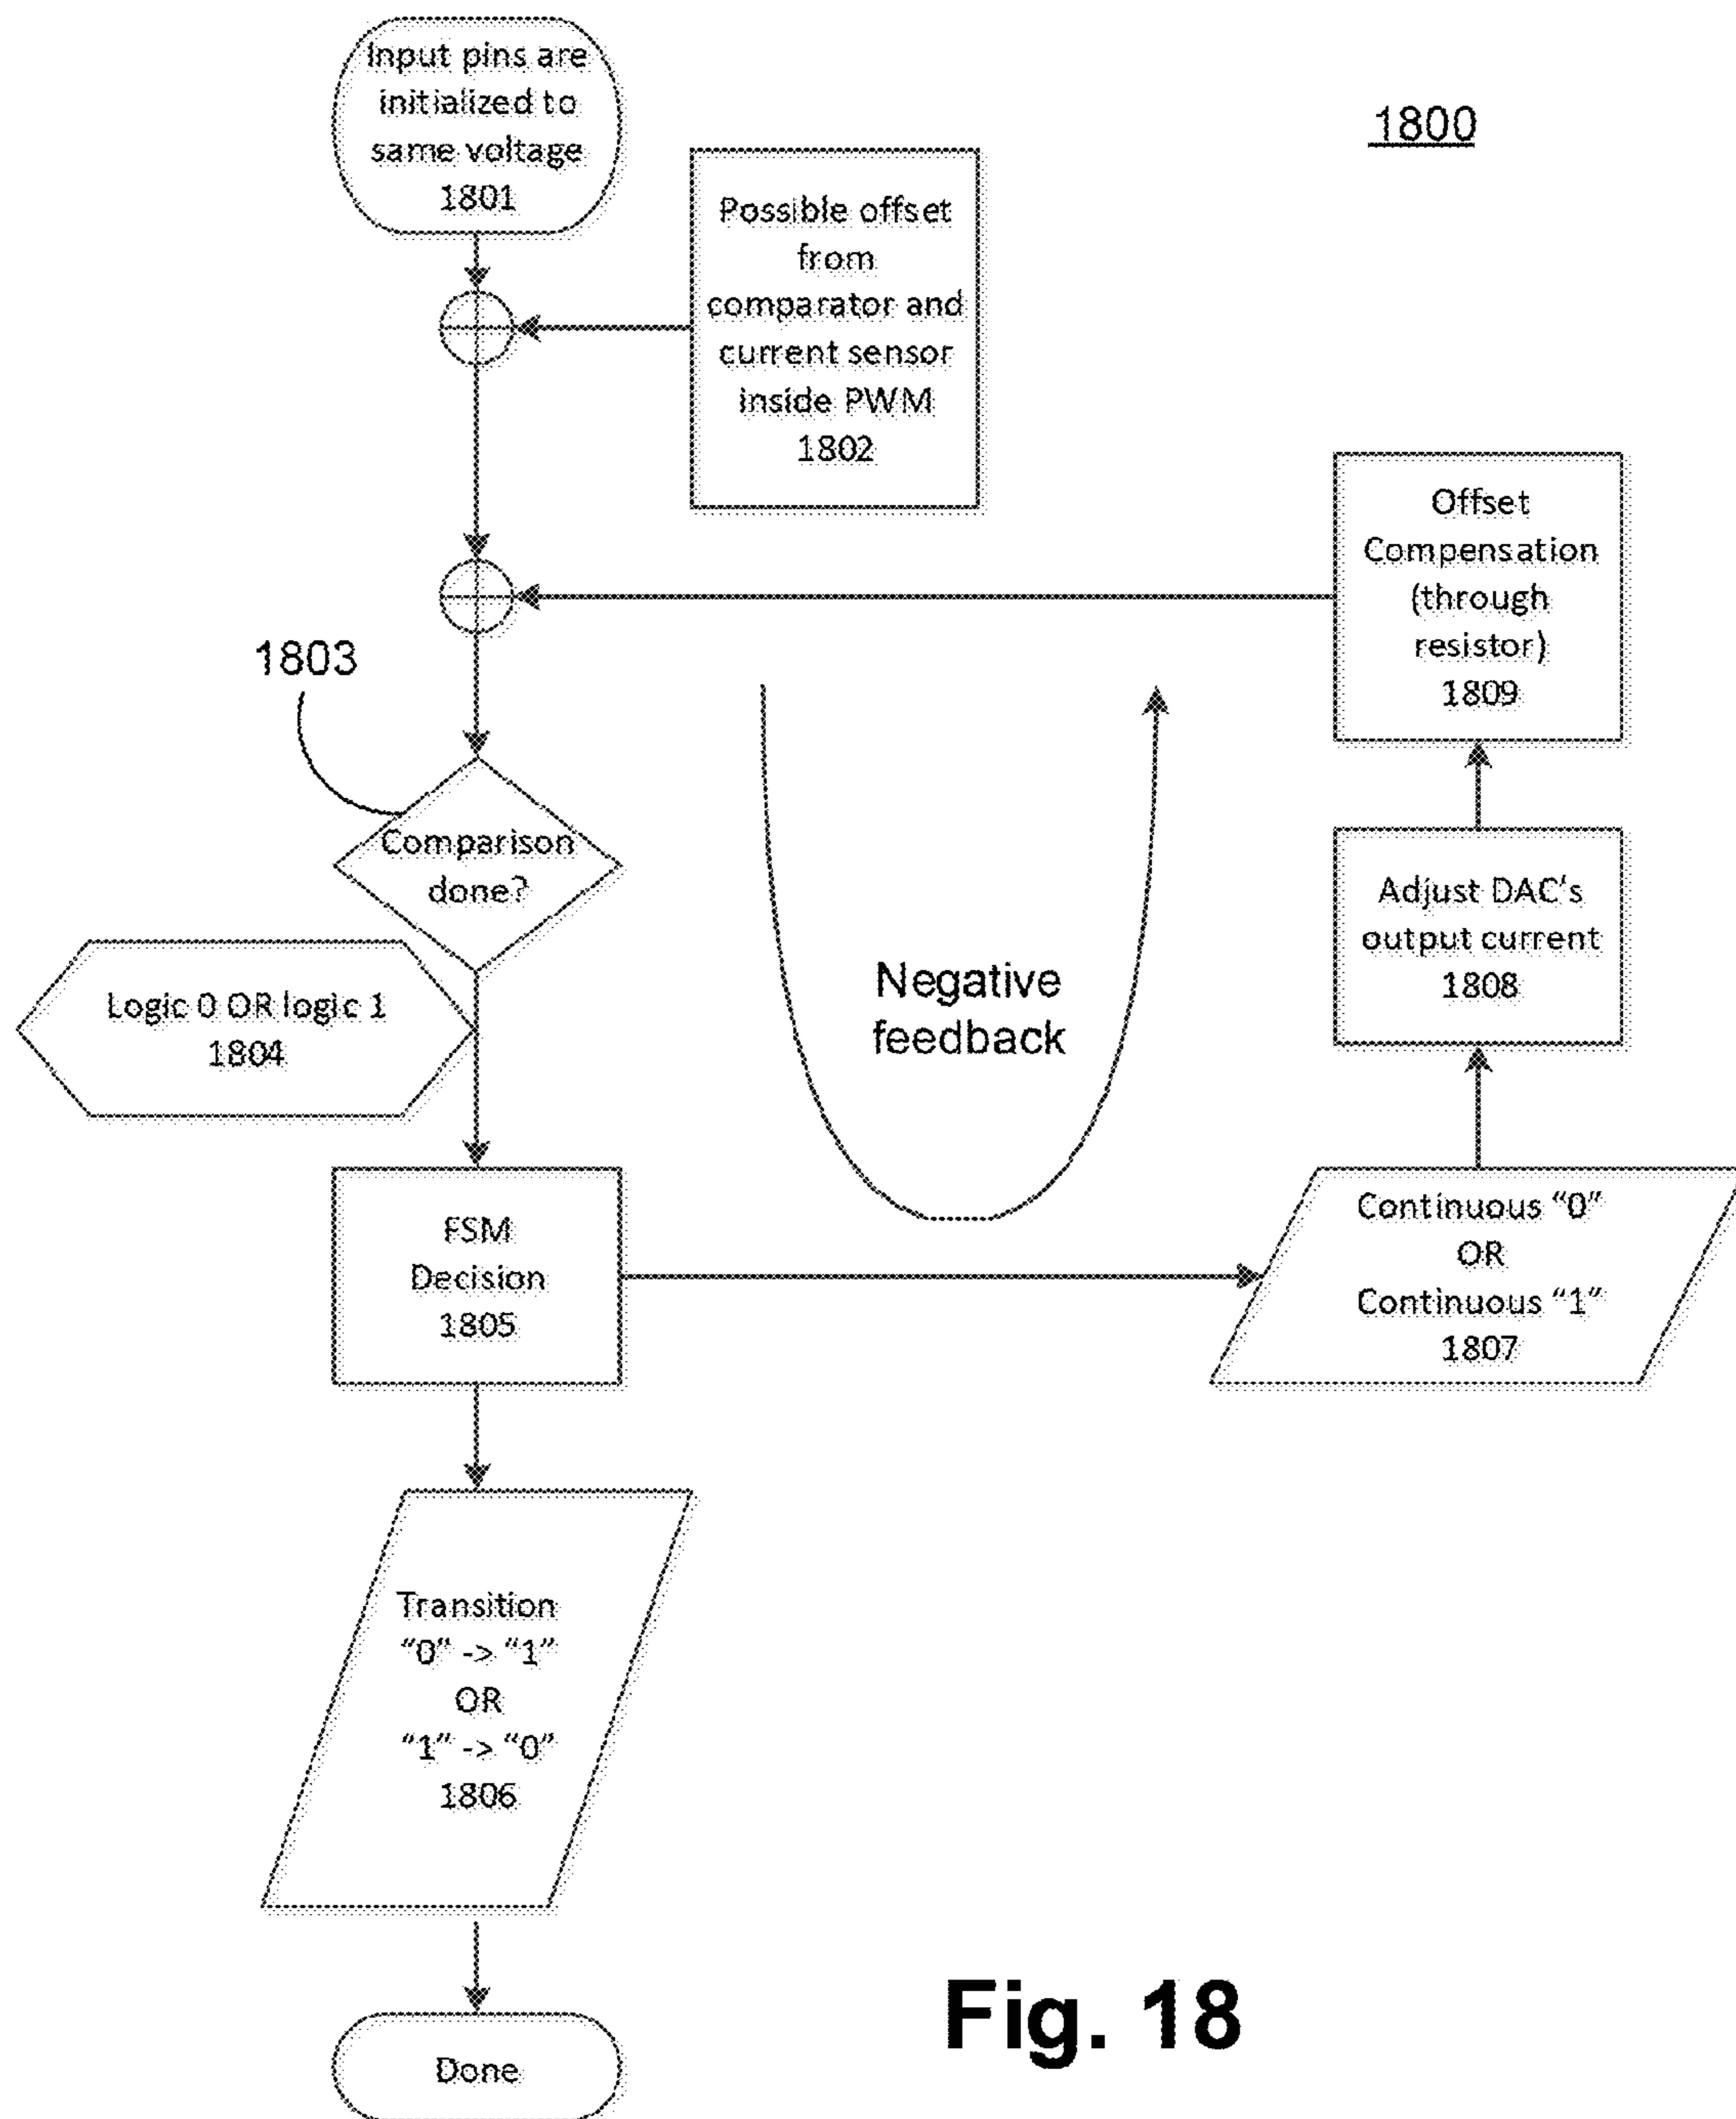 Input pins are
initialized to
same voltage
1801
1800
Possible offset
from
comparator and
current sensor
inside PWM
1802
Offset
Compensation
(through
resistor)
1809
1803
Comparison
done?
Adjust DAC's
output current
1808
Negative
feedback
Logic 0 OR logic 1
1804
FSM
Decision
1805
Continuous “0”
OR
Continuous “1”
1807
Transition
“0” -> “1”
OR
“1” -> “0”
1806
Done
Fig. 18